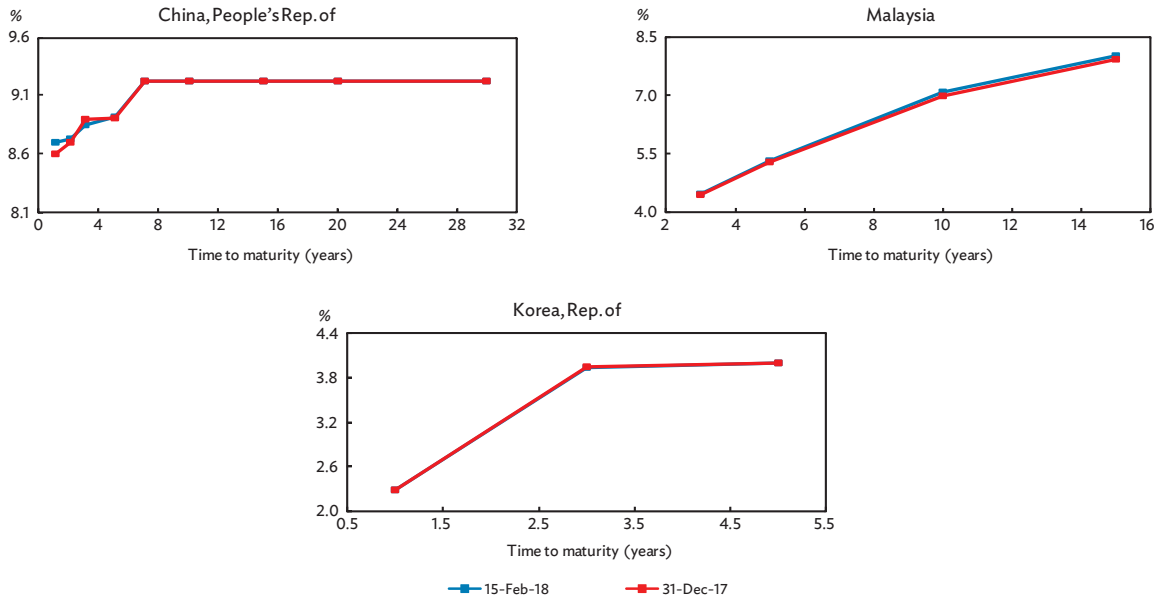 China, People's Rep. of
%
9.6
9.1
8.6
8.1
0 4 8 12 16 20 24 28 32
Time to maturity (years)
Malaysia
%
8.5
7.0
5.5
4.0
2 4 6 8 10 12 14 16
Time to maturity (years)
Korea, Rep. of
%
4.4
3.8
3.2
2.6
2.0
0.5 1.5 2.5 3.5 4.5 5.5
Time to maturity (years)
15-Feb-18 31-Dec-17